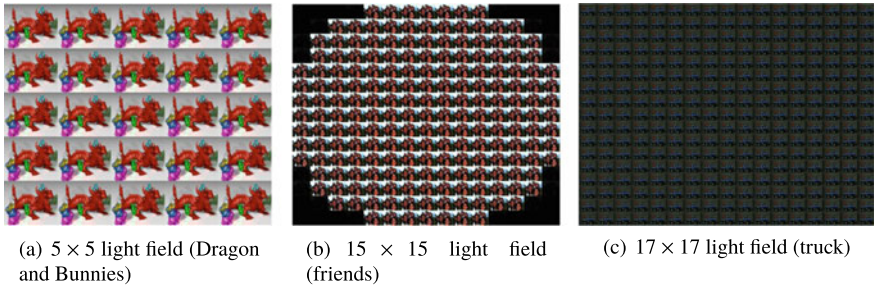 (a) 5 × 5 light field (Dragon
and Bunnies)
(b) 15 × 15 light field
(friends)
(c) 17 × 17 light field (truck)